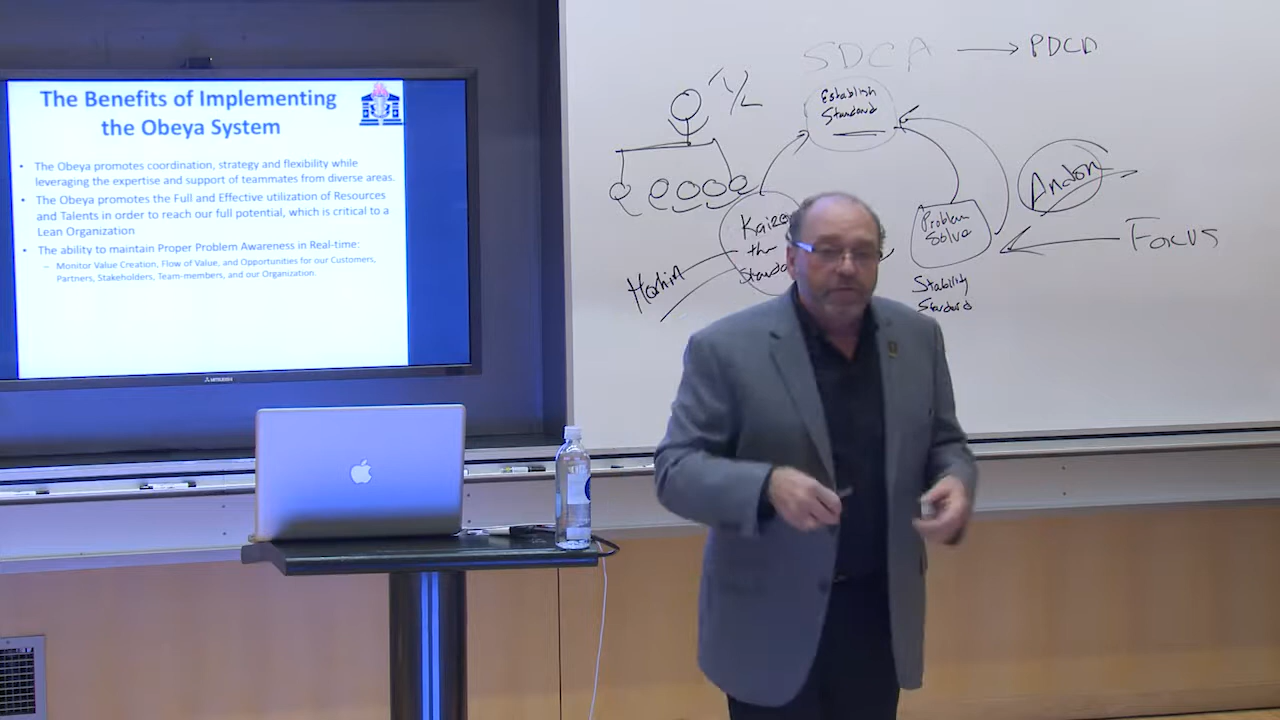 The Benefits of Implementing
the Obeya System
• The Obeya promotes coordination, strategy and flexibility while
leveraging the expertise and support of teammates from diverse areas.
• The Obeya promotes the Full and Effective utilization of Resources
and Talents in order to reach our full potential, which is critical to a
Lean Organization
• The ability to maintain Proper Problem Awareness in Real-time:
– Monitor Value Creation, Flow of Value, and Opportunities for our Customers,
Partners, Stakeholders, Team-members, and our Organization.
MITSUBISHI
SDCA → PDCA
Establish
Standard
Andon
Problem
Solve
Focus
Kaizen
the
Standard
Hoshin
Stability
Standard